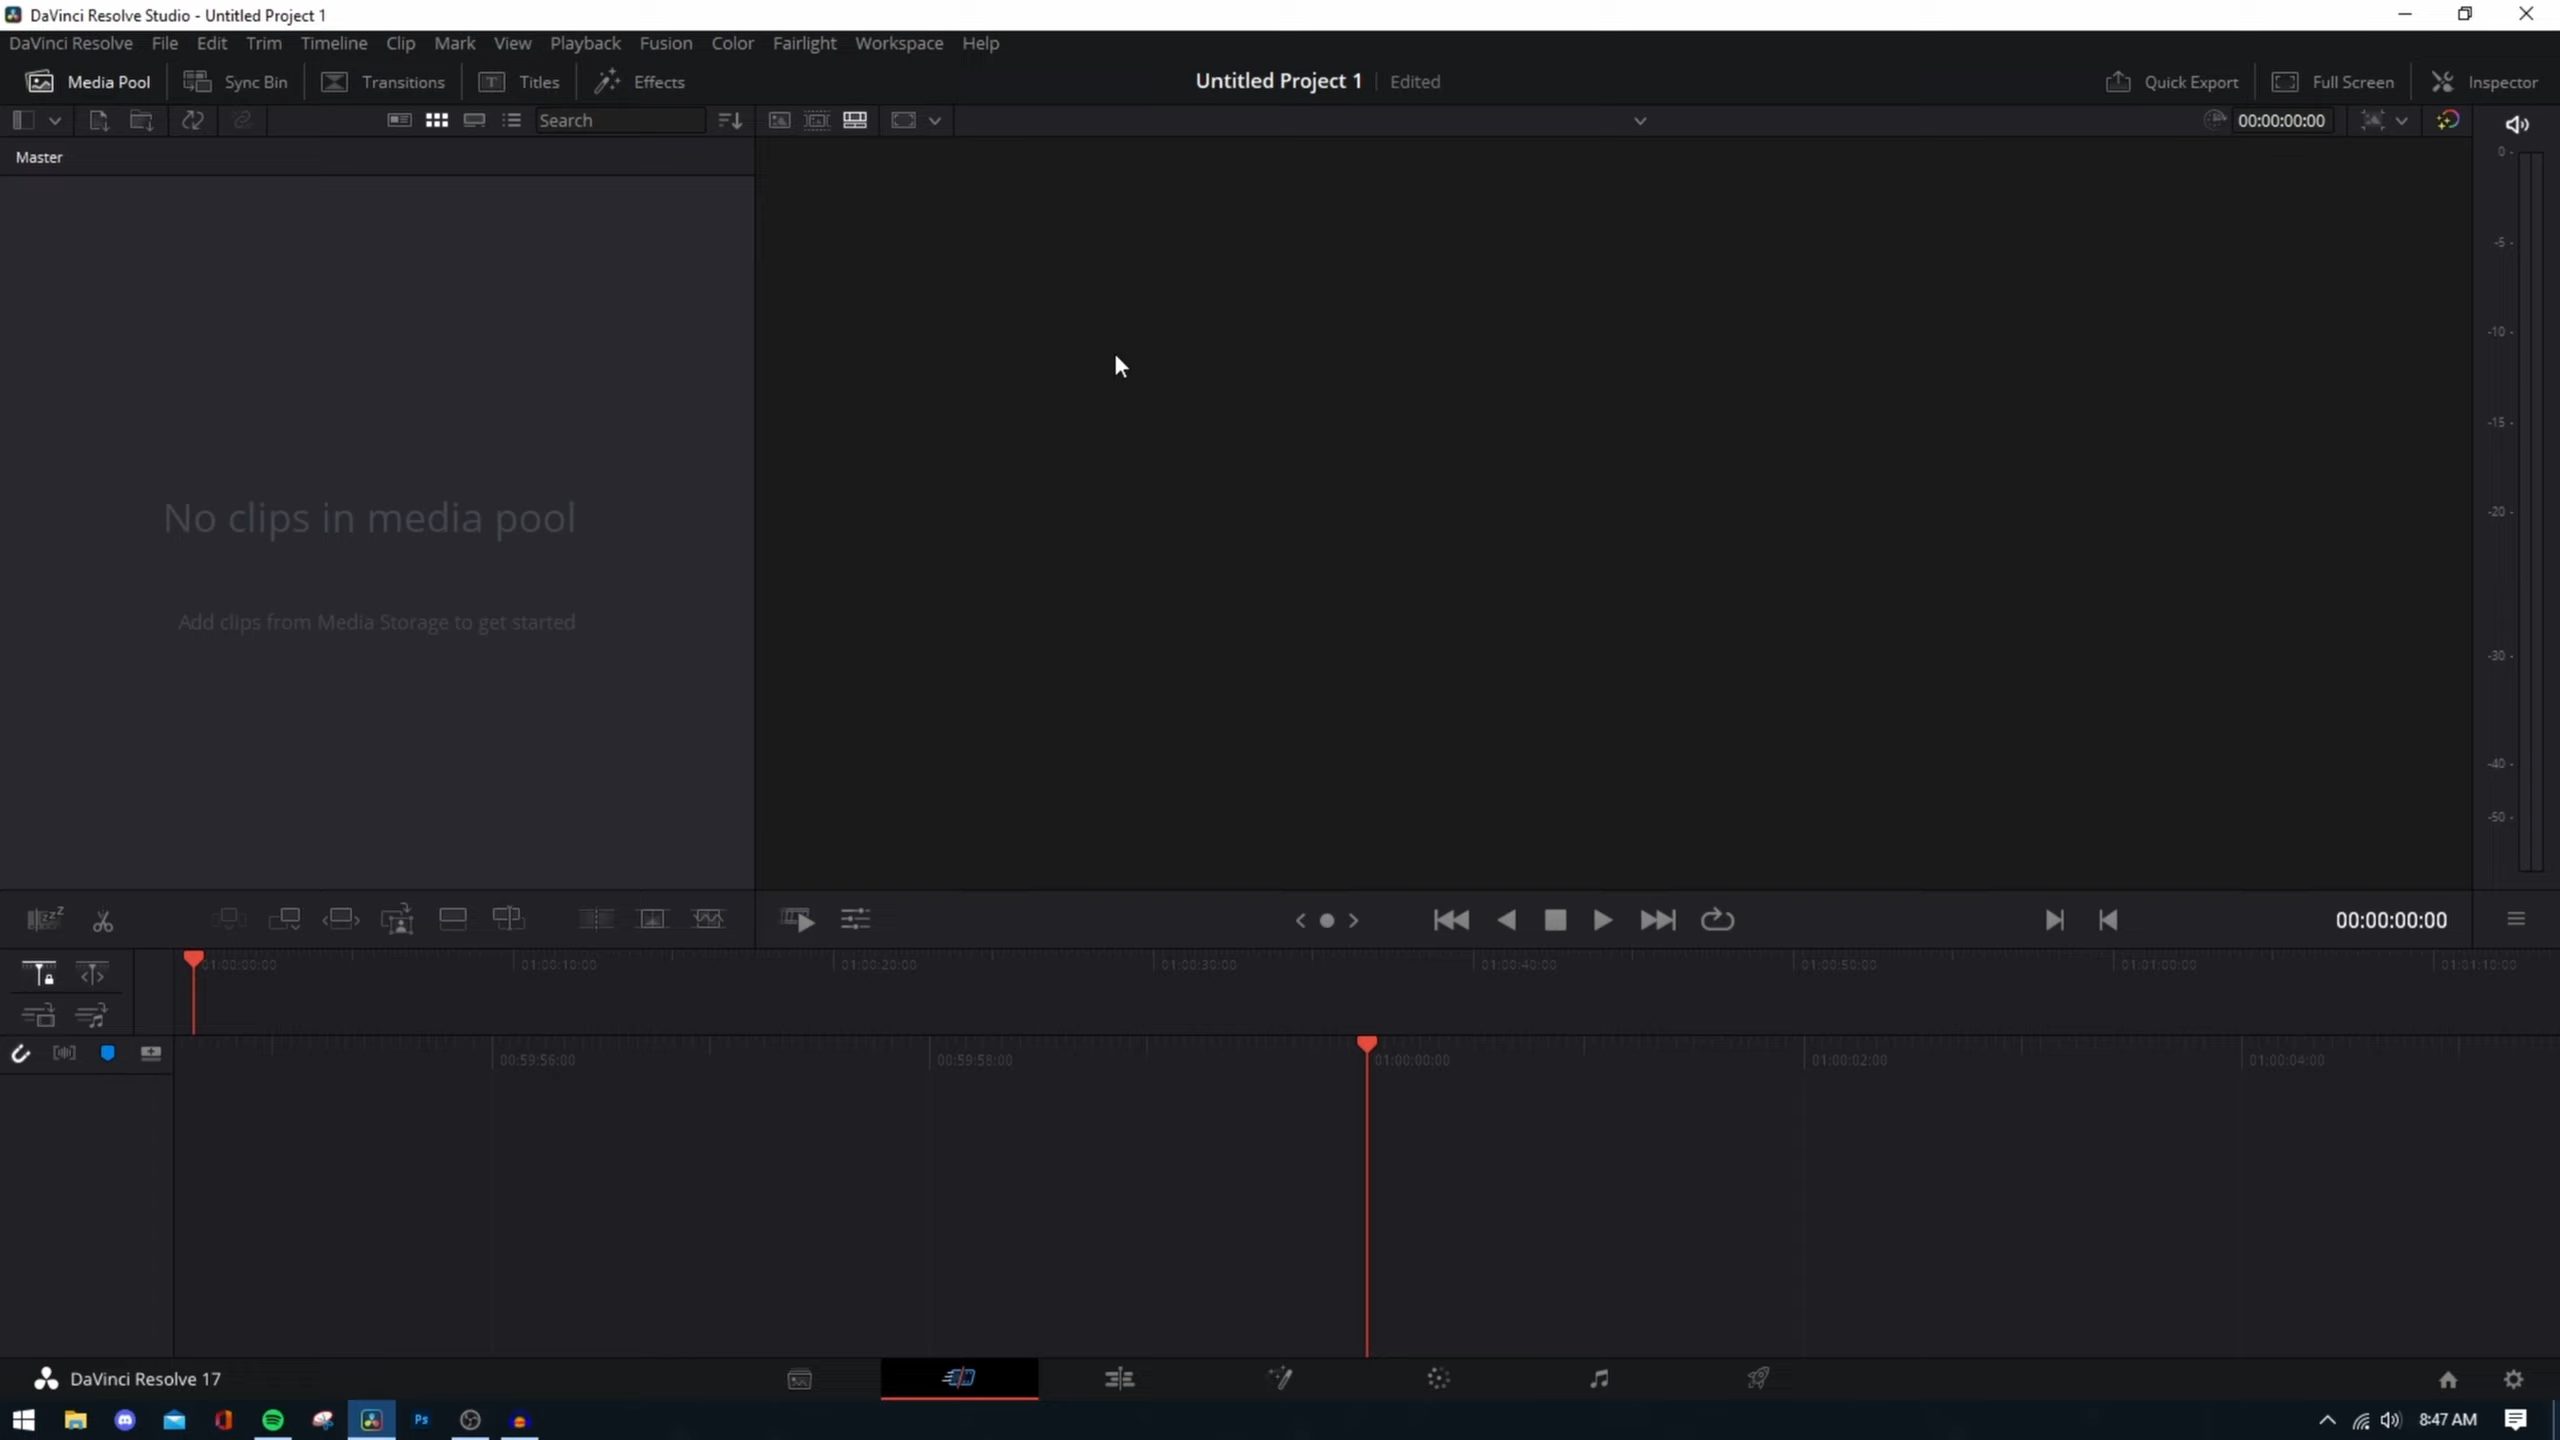 DaVinci Resolve Studio - Untitled Project 1
DaVinci Resolve File Edit Trim Timeline Clip Mark View Playback Fusion Color Fairlight Workspace Help
Media Pool Sync Bin Transitions Titles Effects Untitled Project 1 Edited Quick Export Full Screen Inspector
Search 00:00:00:00
Master
0 -
-5 -
-10 -
-15 -
-20 -
-30 -
-40 -
-50 -
No clips in media pool
Add clips from Media Storage to get started
00:00:00:00
01:00:00:00 01:00:10:00 01:00:20:00 01:00:30:00 01:00:40:00 01:00:50:00 01:01:00:00 01:01:10:00
00:59:56:00 00:59:58:00 01:00:00:00 01:00:02:00 01:00:04:00
DaVinci Resolve 17
Ps
8:47 AM